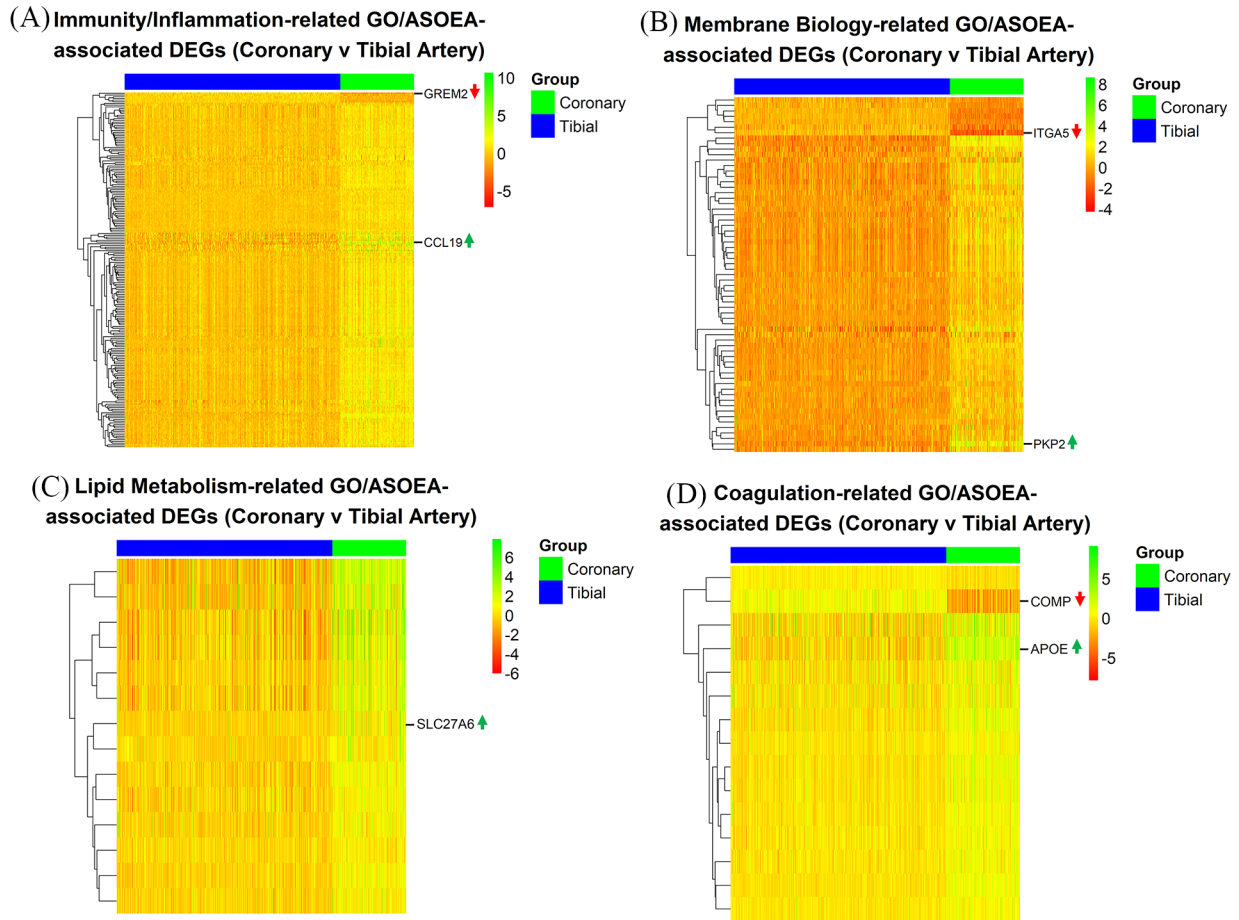 (A) Immunity/Inflammation-related GO/ASOEA-
associated DEGs (Coronary v Tibial Artery)
10
5
0
-5
Group
Coronary
Tibial
GREM2
CCL19
(B) Membrane Biology-related GO/ASOEA-
associated DEGs (Coronary v Tibial Artery)
8
6
4
2
0
-2
-4
Group
Coronary
Tibial
ITGA5
PKP2
(C) Lipid Metabolism-related GO/ASOEA-
associated DEGs (Coronary v Tibial Artery)
6
4
2
0
-2
-4
-6
Group
Coronary
Tibial
SLC27A6
(D) Coagulation-related GO/ASOEA-
associated DEGs (Coronary v Tibial Artery)
5
0
-5
Group
Coronary
Tibial
COMP
APOE